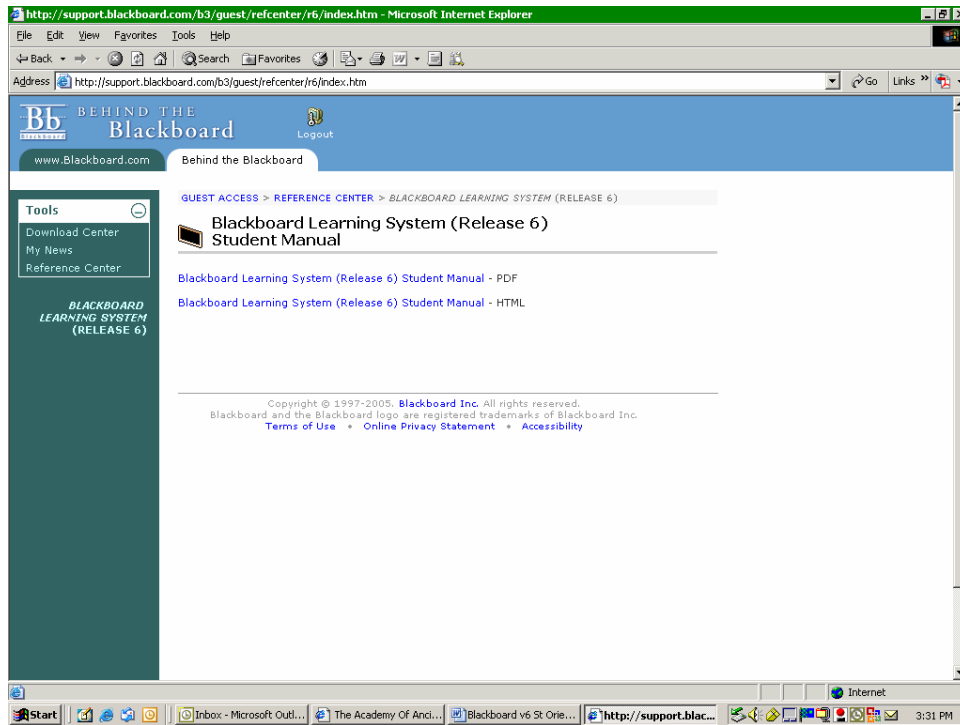 http://support.blackboard.com/b3/guest/refcenter/r6/index.htm - Microsoft Internet Explorer
File Edit View Favorites Tools Help
Back Search Favorites
Address http://support.blackboard.com/b3/guest/refcenter/r6/index.htm Go Links »
Bb BEHIND THE
Blackboard Blackboard Logout
www.Blackboard.com Behind the Blackboard
GUEST ACCESS > REFERENCE CENTER > BLACKBOARD LEARNING SYSTEM (RELEASE 6)
Tools
Download Center
My News
Reference Center
BLACKBOARD
LEARNING SYSTEM
(RELEASE 6)
Blackboard Learning System (Release 6)
Student Manual
Blackboard Learning System (Release 6) Student Manual - PDF
Blackboard Learning System (Release 6) Student Manual - HTML
Copyright © 1997-2005. Blackboard Inc. All rights reserved.
Blackboard and the Blackboard logo are registered trademarks of Blackboard Inc.
Terms of Use • Online Privacy Statement • Accessibility
Internet
Start Inbox - Microsoft Outl... The Academy Of Anci... Blackboard v6 St Orie... http://support.blac... 3:31 PM